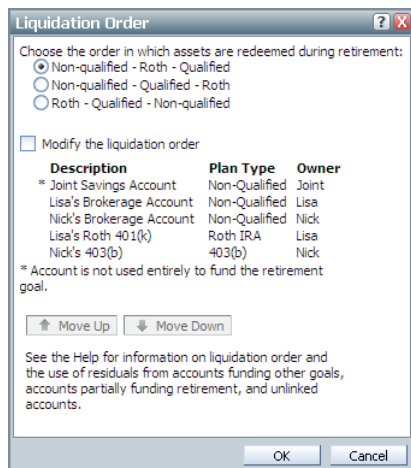 Liquidation Order
Choose the order in which assets are redeemed during retirement:
Non-qualified - Roth - Qualified
Non-qualified - Qualified - Roth
Roth - Qualified - Non-qualified
Modify the liquidation order
Description Plan Type Owner
* Joint Savings Account Non-Qualified Joint
Lisa's Brokerage Account Non-Qualified Lisa
Nick's Brokerage Account Non-Qualified Nick
Lisa's Roth 401(k) Roth IRA Lisa
Nick's 403(b) 403(b) Nick
* Account is not used entirely to fund the retirement
goal.
Move Up Move Down
See the Help for information on liquidation order and
the use of residuals from accounts funding other goals,
accounts partially funding retirement, and unlinked
accounts.
OK Cancel